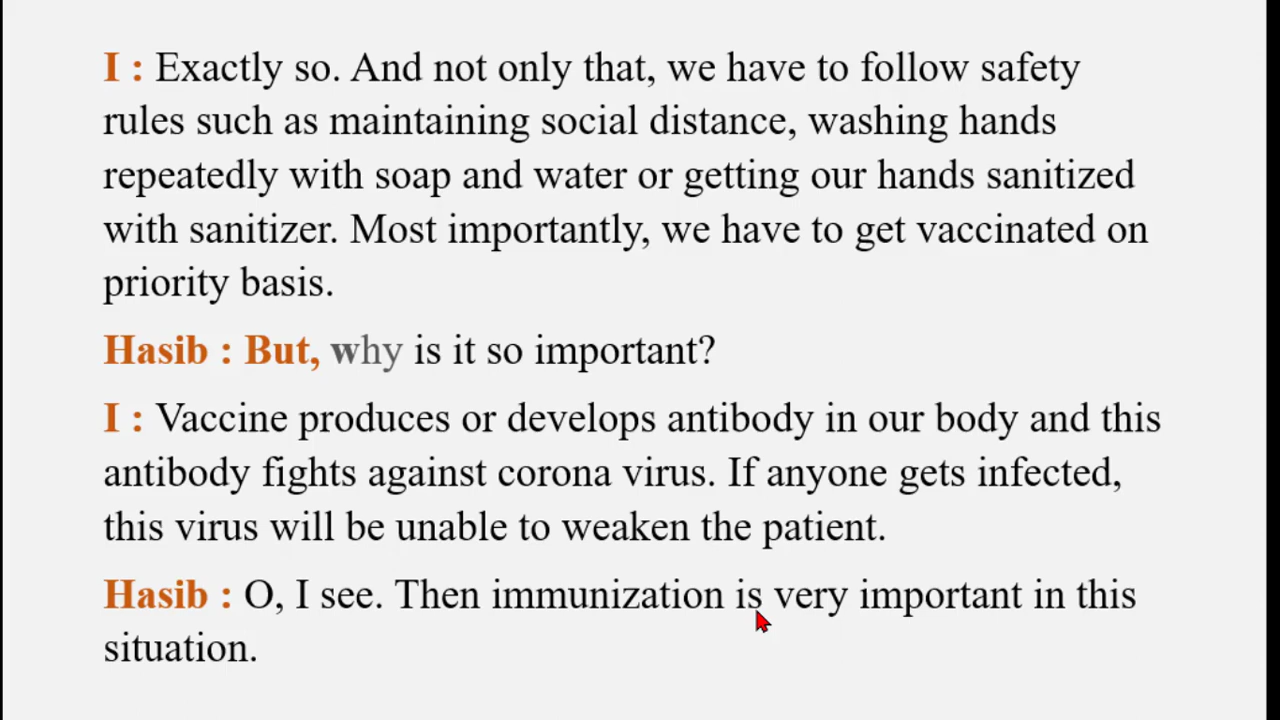 I : Exactly so. And not only that, we have to follow safety
rules such as maintaining social distance, washing hands
repeatedly with soap and water or getting our hands sanitized
with sanitizer. Most importantly, we have to get vaccinated on
priority basis.
Hasib : But, why is it so important?
I : Vaccine produces or develops antibody in our body and this
antibody fights against corona virus. If anyone gets infected,
this virus will be unable to weaken the patient.
Hasib : O, I see. Then immunization is very important in this
situation.